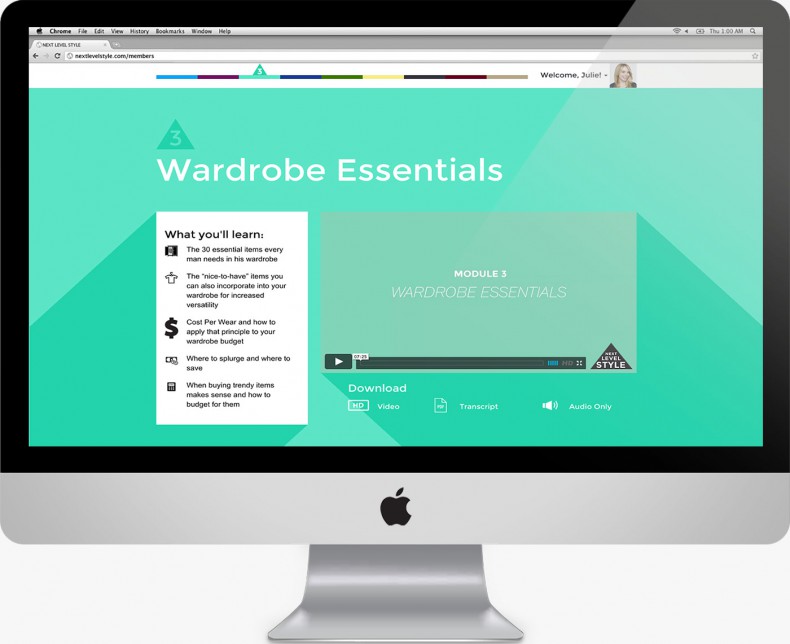 Chrome File Edit View History Bookmarks Window Help
Thu 1:00 AM
NEXT LEVEL STYLE
nextlevelstyle.com/members
3
Welcome, Julie!
3
Wardrobe Essentials
What you'll learn:
The 30 essential items every
man needs in his wardrobe
The "nice-to-have" items you
can also incorporate into your
wardrobe for increased
versatility
$
Cost Per Wear and how to
apply that principle to your
wardrobe budget
Where to splurge and where to
save
When buying trendy items
makes sense and how to
budget for them
MODULE 3
WARDROBE ESSENTIALS
07:25
HD
NEXT
LEVEL
STYLE
Download
HD Video
PDF Transcript
Audio Only